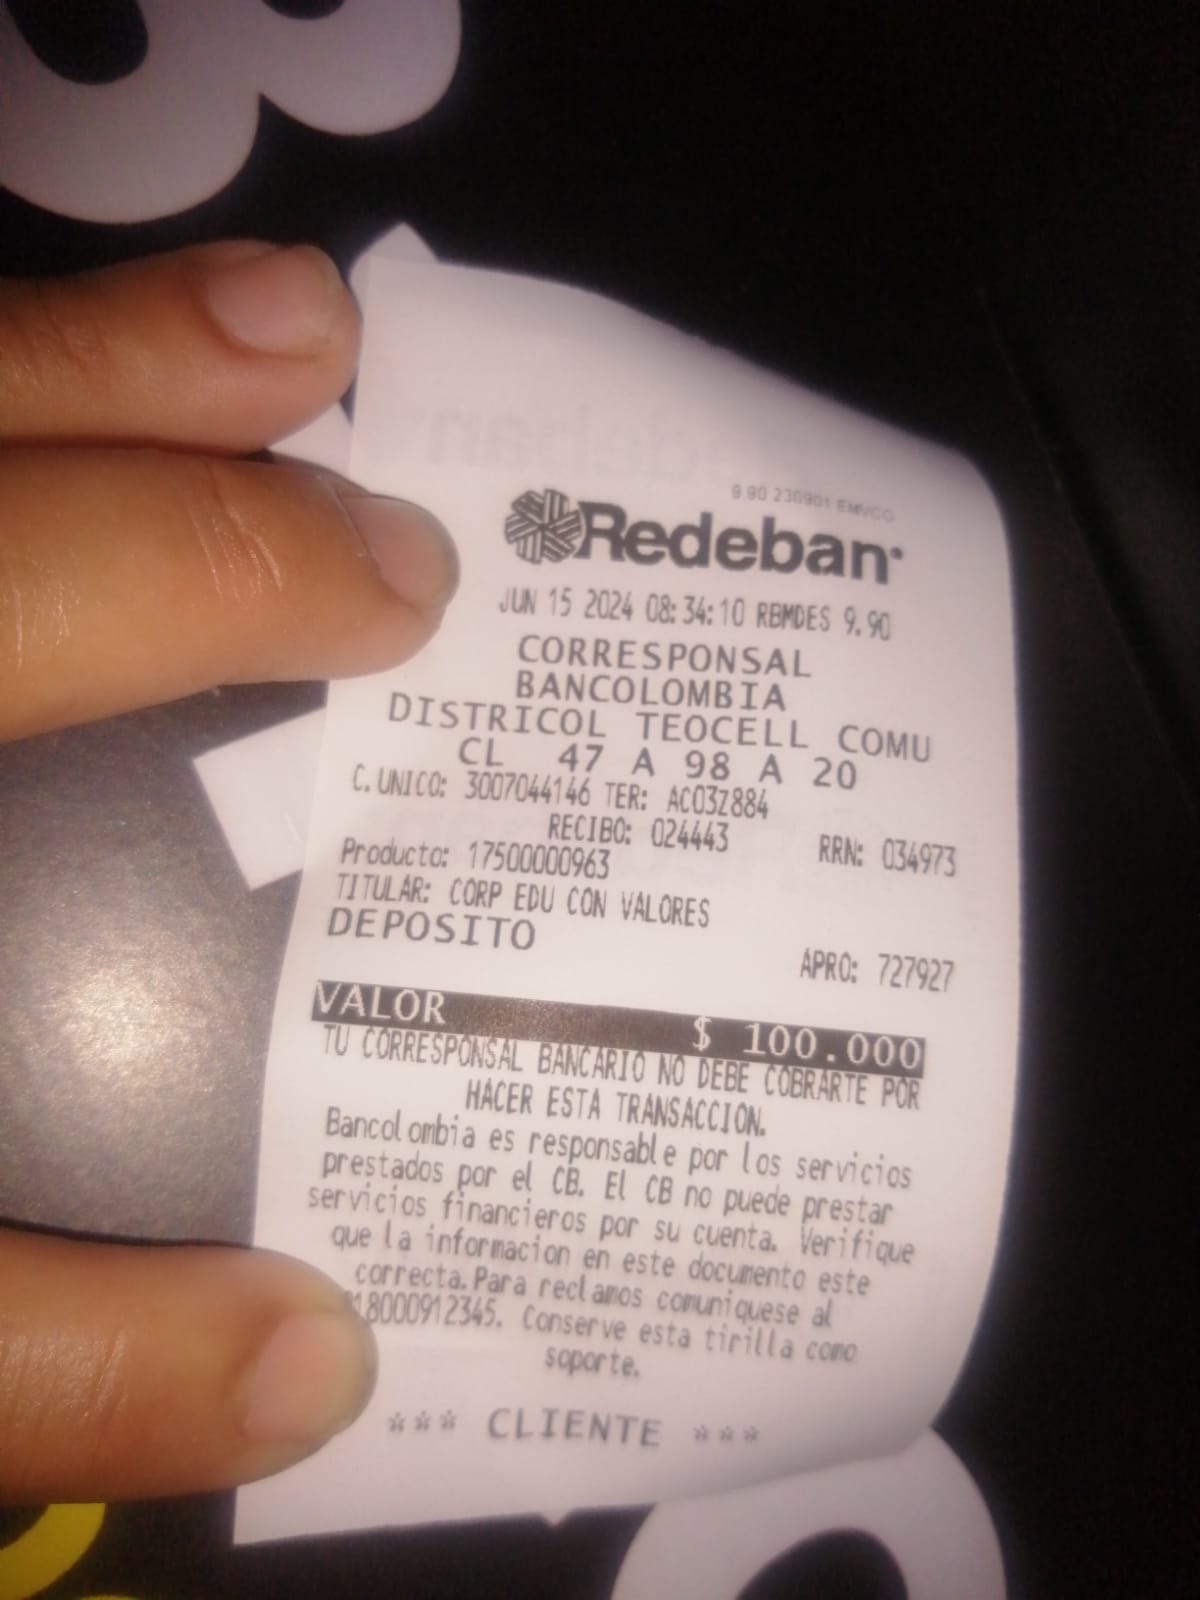 9 90 230901 EMVCO
Redeban
JUN 15 2024 08:34:10 RBMDES 9.90
CORRESPONSAL
BANCOLOMBIA
DISTRICOL TEOCELL COMU
CL 47 A 98 A 20
C.UNICO: 3007044146 TER: AC03Z884
RECIBO: 024443 RRN: 034973
Producto: 17500000963
TITULAR: CORP EDU CON VALORES
DEPOSITO
APRO: 727927
VALOR $ 100.000
TU CORRESPONSAL BANCARIO NO DEBE COBRARTE POR
HACER ESTA TRANSACCION.
Bancolombia es responsable por los servicios
prestados por el CB. El CB no puede prestar
servicios financieros por su cuenta. Verifique
que la informacion en este documento este
correcta.Para reclamos comuniquese al
18000912345. Conserve esta tirilla como
soporte.
*** CLIENTE ***